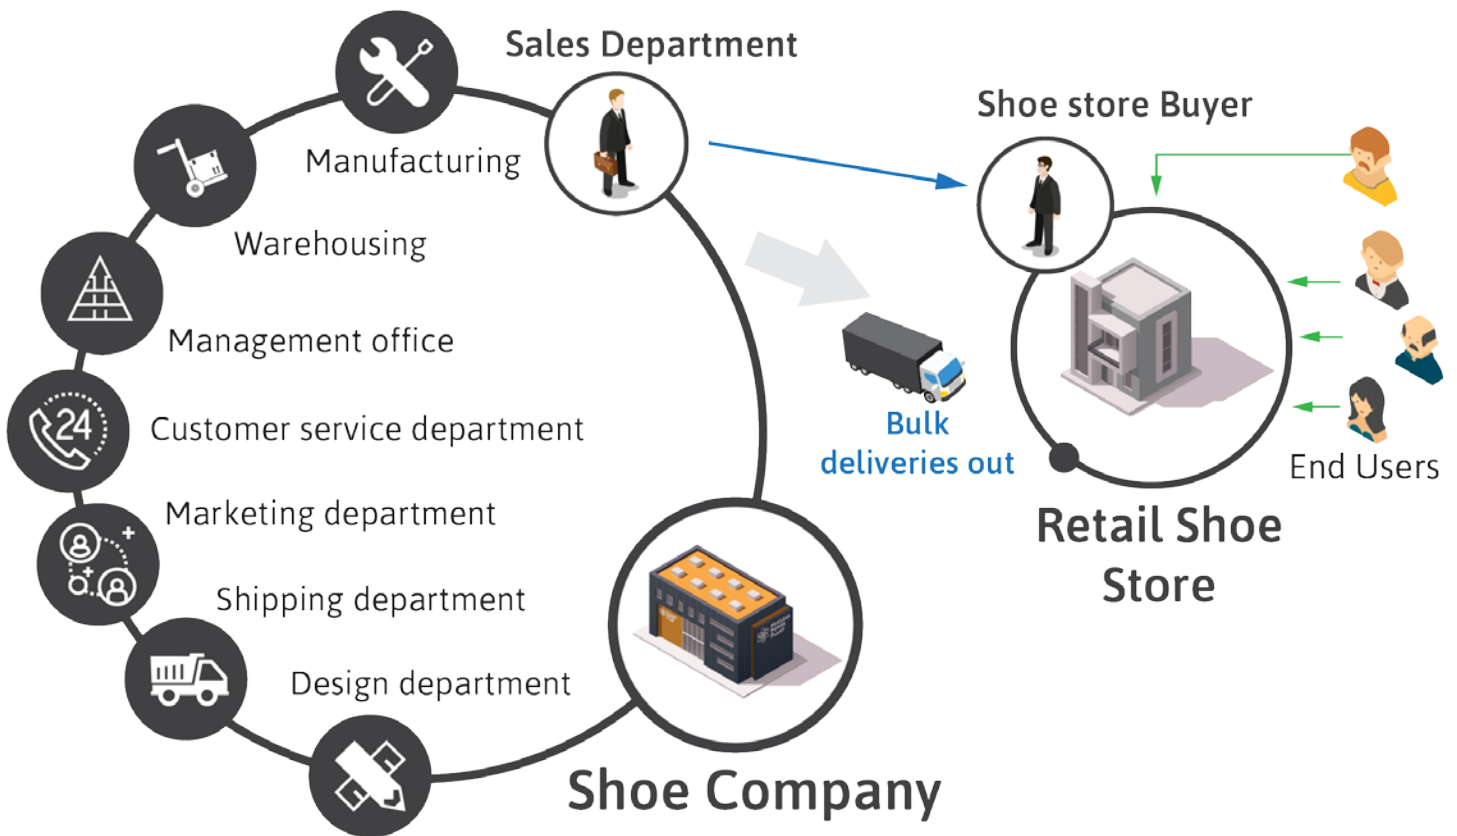 Sales Department
Shoe store Buyer
Manufacturing
Warehousing
Management office
24
Customer service department
Bulk
deliveries out
End Users
Marketing department
Retail Shoe
Store
Shipping department
Design department
Shoe Company